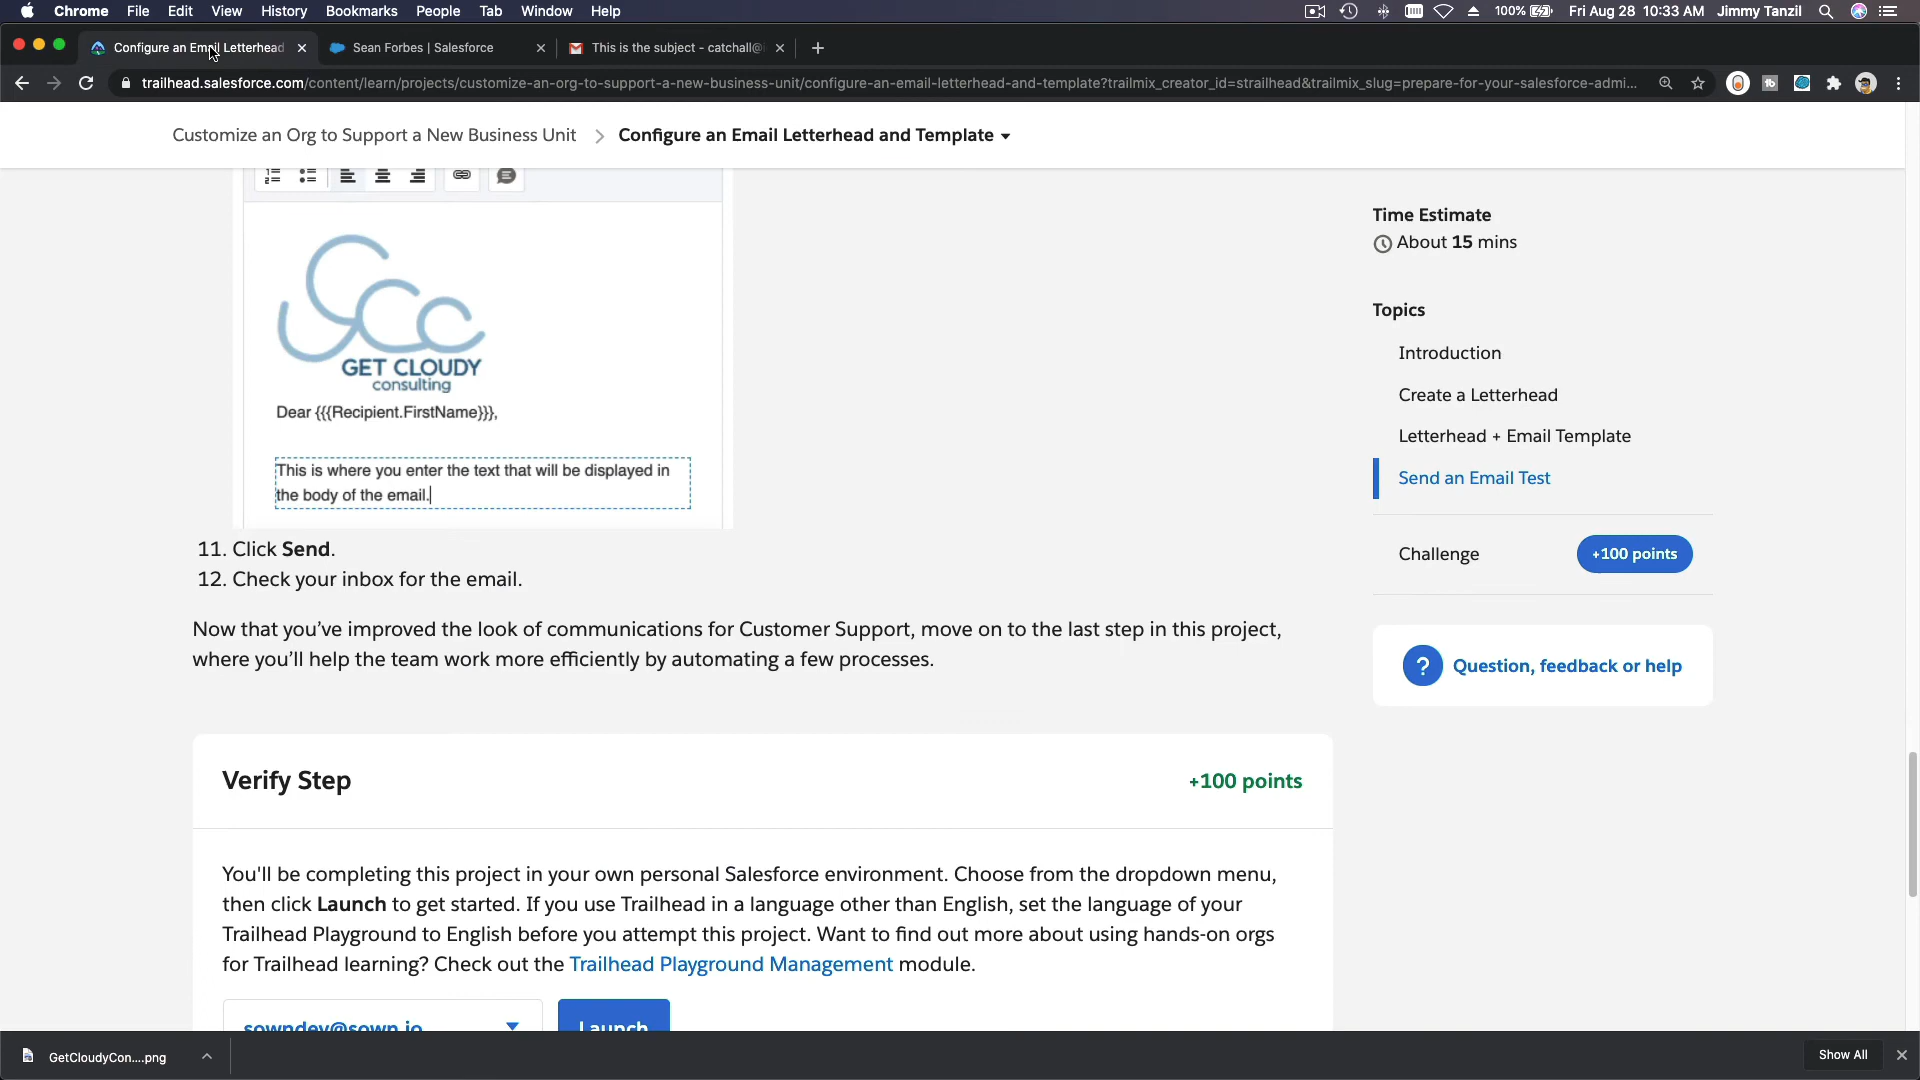 Chrome File Edit View History Bookmarks People Tab Window Help 100% Fri Aug 28 10:33 AM Jimmy Tanzil
Configure an Email Letterhead
Sean Forbes | Salesforce
This is the subject - catchall@
trailhead.salesforce.com/content/learn/projects/customize-an-org-to-support-a-new-business-unit/configure-an-email-letterhead-and-template?trailmix_creator_id=strailhead&trailmix_slug=prepare-for-your-salesforce-admi...
Customize an Org to Support a New Business Unit > Configure an Email Letterhead and Template
GET CLOUDY
consulting
Dear {{{Recipient.FirstName}}},
This is where you enter the text that will be displayed in
the body of the email.
11. Click Send.
12. Check your inbox for the email.
Now that you’ve improved the look of communications for Customer Support, move on to the last step in this project,
where you’ll help the team work more efficiently by automating a few processes.
Verify Step
+100 points
You'll be completing this project in your own personal Salesforce environment. Choose from the dropdown menu,
then click Launch to get started. If you use Trailhead in a language other than English, set the language of your
Trailhead Playground to English before you attempt this project. Want to find out more about using hands-on orgs
for Trailhead learning? Check out the Trailhead Playground Management module.
sowndev@sown.io
Launch
Time Estimate
About 15 mins
Topics
Introduction
Create a Letterhead
Letterhead + Email Template
Send an Email Test
Challenge
+100 points
? Question, feedback or help
GetCloudyCon....png
Show All